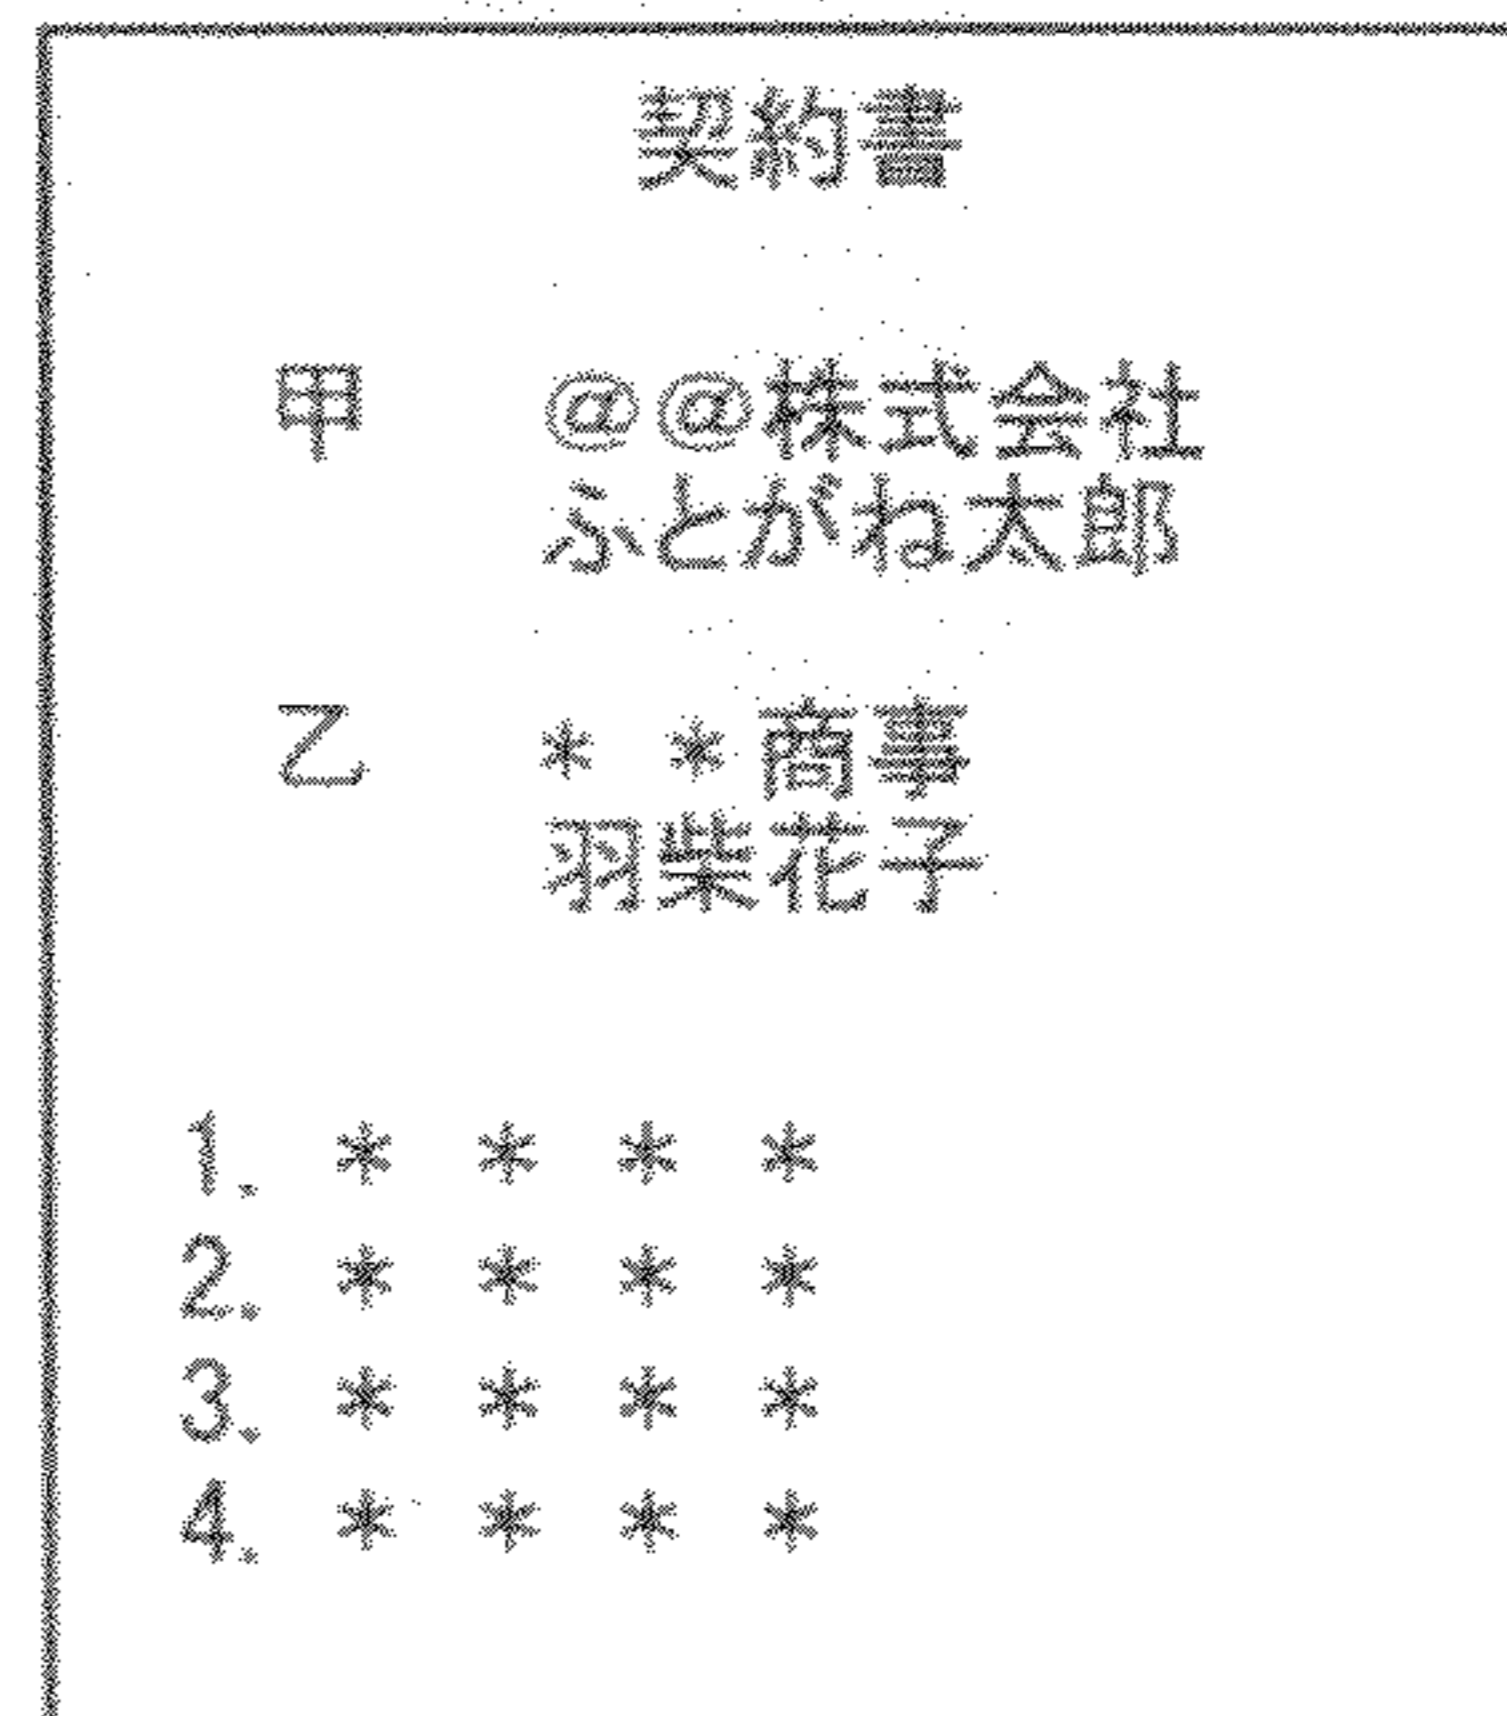 契約書
甲 @@株式会社
ふとがね太郎
乙 * *商事
羽柴花子
1. * * * *
2. * * * *
3. * * * *
4. * * * *